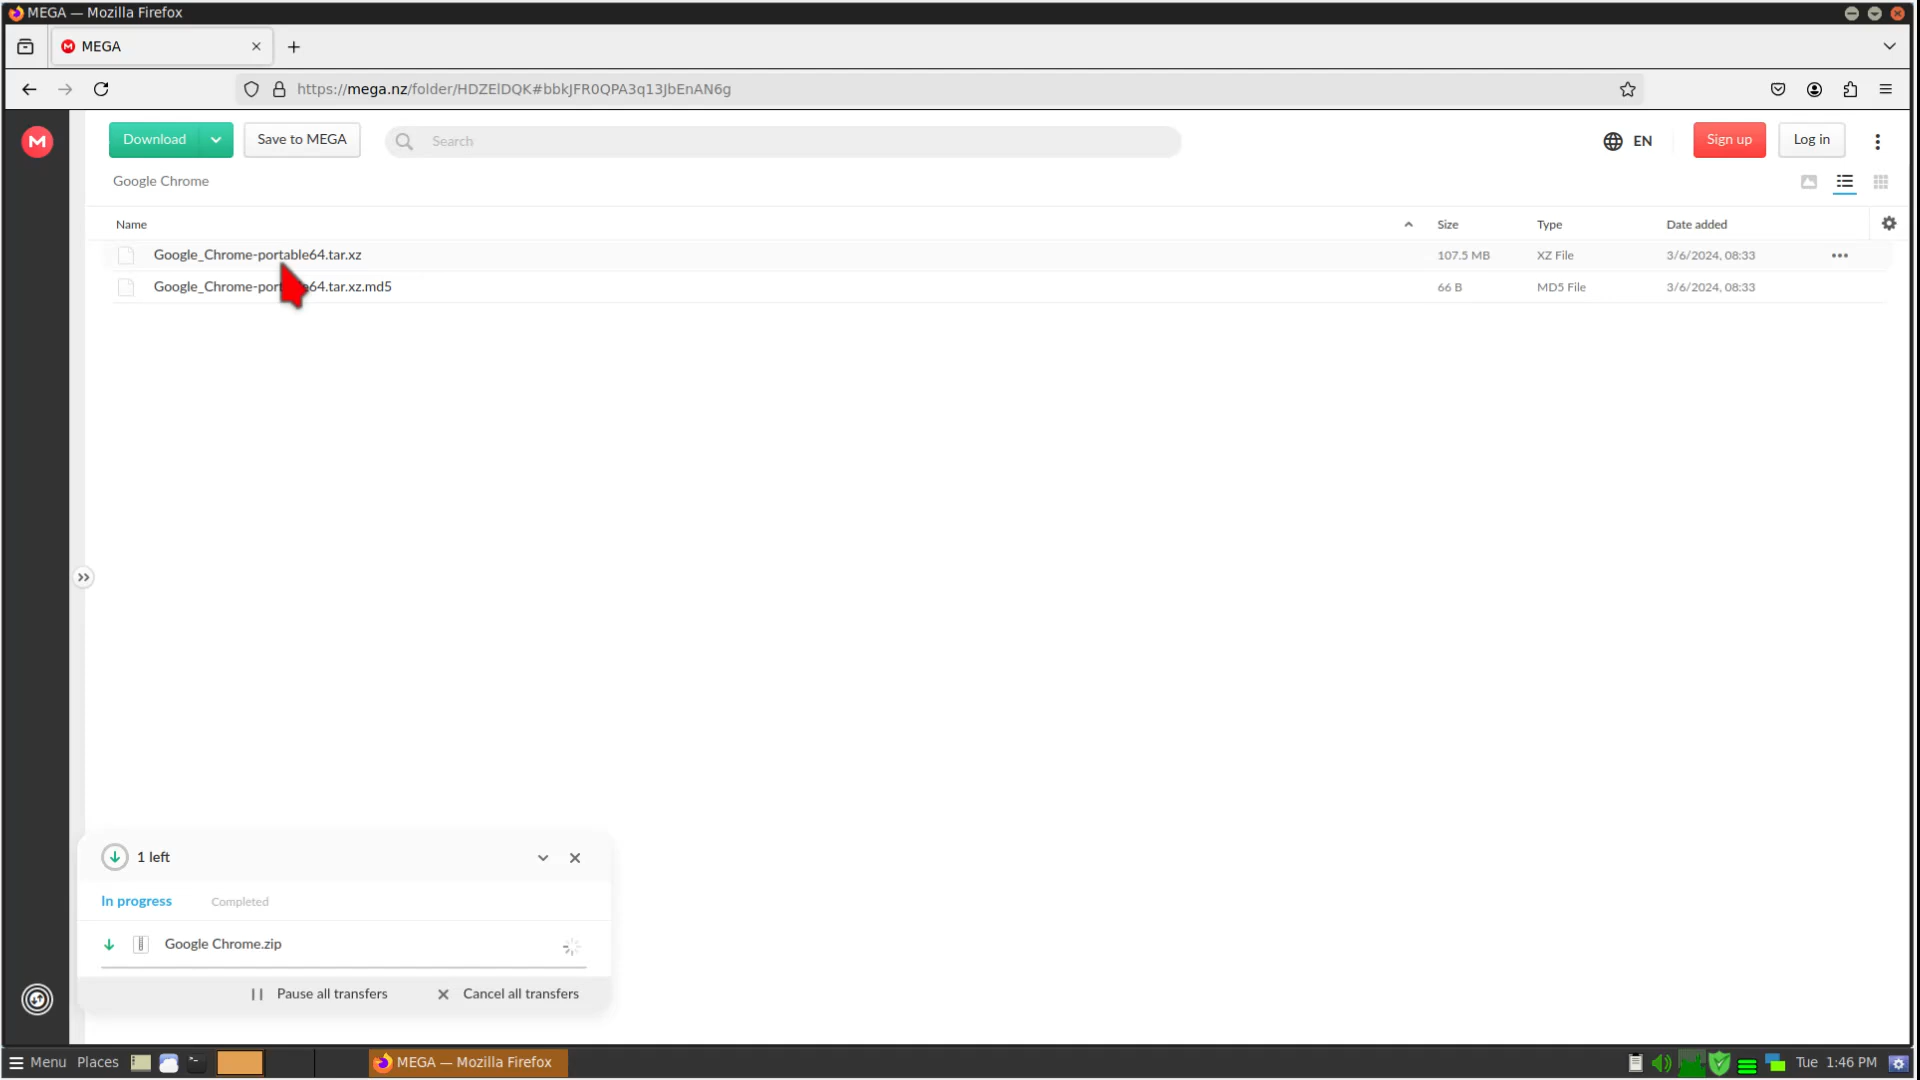 MEGA — Mozilla Firefox
MEGA
https://mega.nz/folder/HDZElDQK#bbkJFR0QPA3q13JbEnAN6g
Download
Save to MEGA
Search
EN
Sign up
Log in
Google Chrome
Name
Size
Type
Date added
Google_Chrome-portable64.tar.xz
107.5 MB
XZ File
3/6/2024, 08:33
Google_Chrome-port 64.tar.xz.md5
66 B
MD5 File
3/6/2024, 08:33
1 left
In progress
Completed
Google Chrome.zip
Pause all transfers
Cancel all transfers
Menu
Places
MEGA — Mozilla Firefox
Tue 1:46 PM